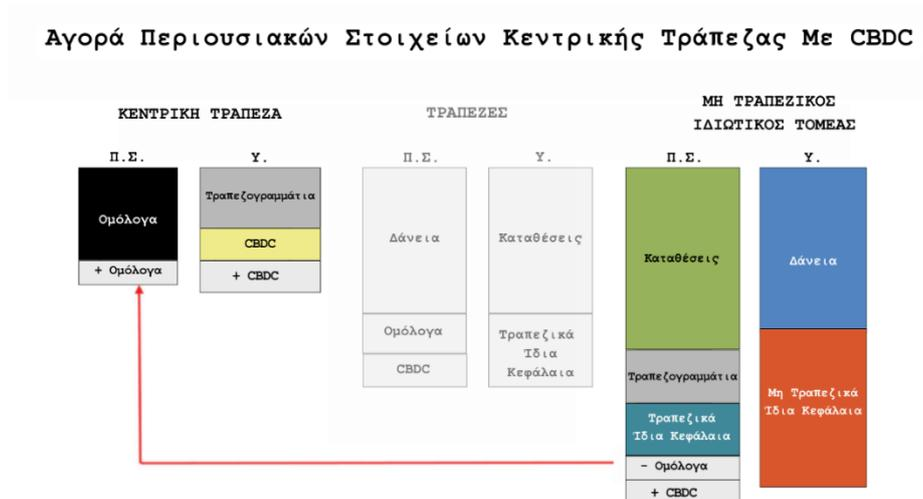 Αγορά Περιουσιακών Στοιχείων Κεντρικής Τράπεζας Με CBDC
ΚΕΝΤΡΙΚΗ ΤΡΑΠΕΖΑ
Π.Σ.
Υ.
Ομόλογα
+ Ομόλογα
Τραπεζογραμμάτια
CBDC
+ CBDC
ΤΡΑΠΕΖΕΣ
Π.Σ.
Υ.
Δάνεια
Ομόλογα
CBDC
Καταθέσεις
Τραπεζικά
Ίδια
Κεφάλαια
ΜΗ ΤΡΑΠΕΖΙΚΟΣ
ΙΔΙΩΤΙΚΟΣ ΤΟΜΕΑΣ
Π.Σ.
Υ.
Καταθέσεις
Τραπεζογραμμάτια
Τραπεζικά
Ίδια Κεφάλαια
- Ομόλογα
+ CBDC
Δάνεια
Μη Τραπεζικά
Ίδια Κεφάλαια